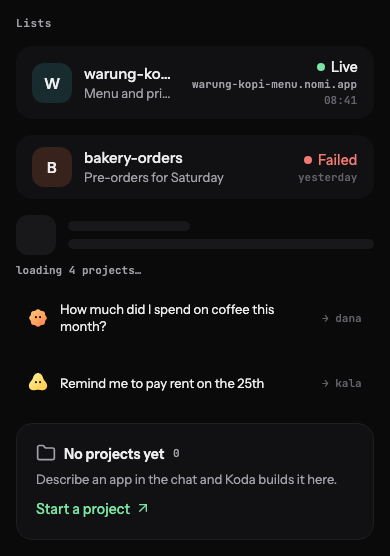 Lists
W
warung-ko…
Live
Menu and pri…
warung-kopi-menu.nomi.app
08:41
B
bakery-orders
Failed
Pre-orders for Saturday
yesterday
loading 4 projects…
How much did I spend on coffee this
month?
→ dana
Remind me to pay rent on the 25th
→ kala
No projects yet 0
Describe an app in the chat and Koda builds it here.
Start a project ↗